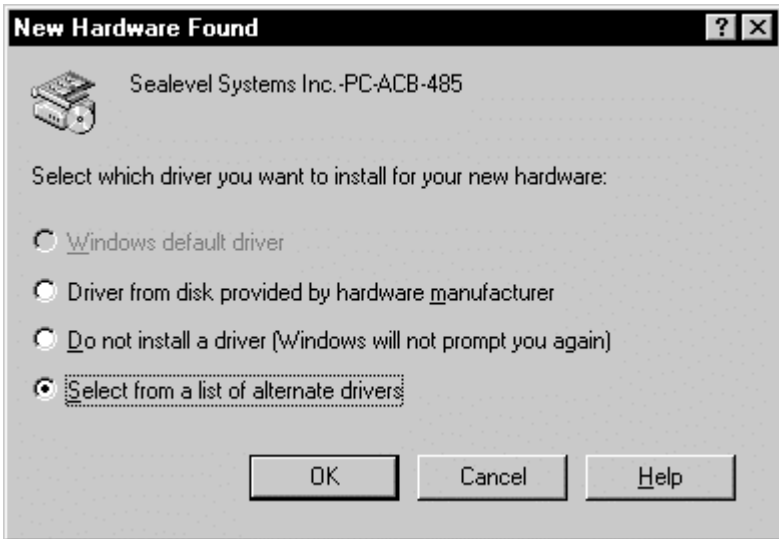 New Hardware Found
Sealevel Systems Inc.-PC-ACB-485
Select which driver you want to install for your new hardware:
Windows default driver
Driver from disk provided by hardware manufacturer
Do not install a driver (Windows will not prompt you again)
Select from a list of alternate drivers
OK Cancel Help